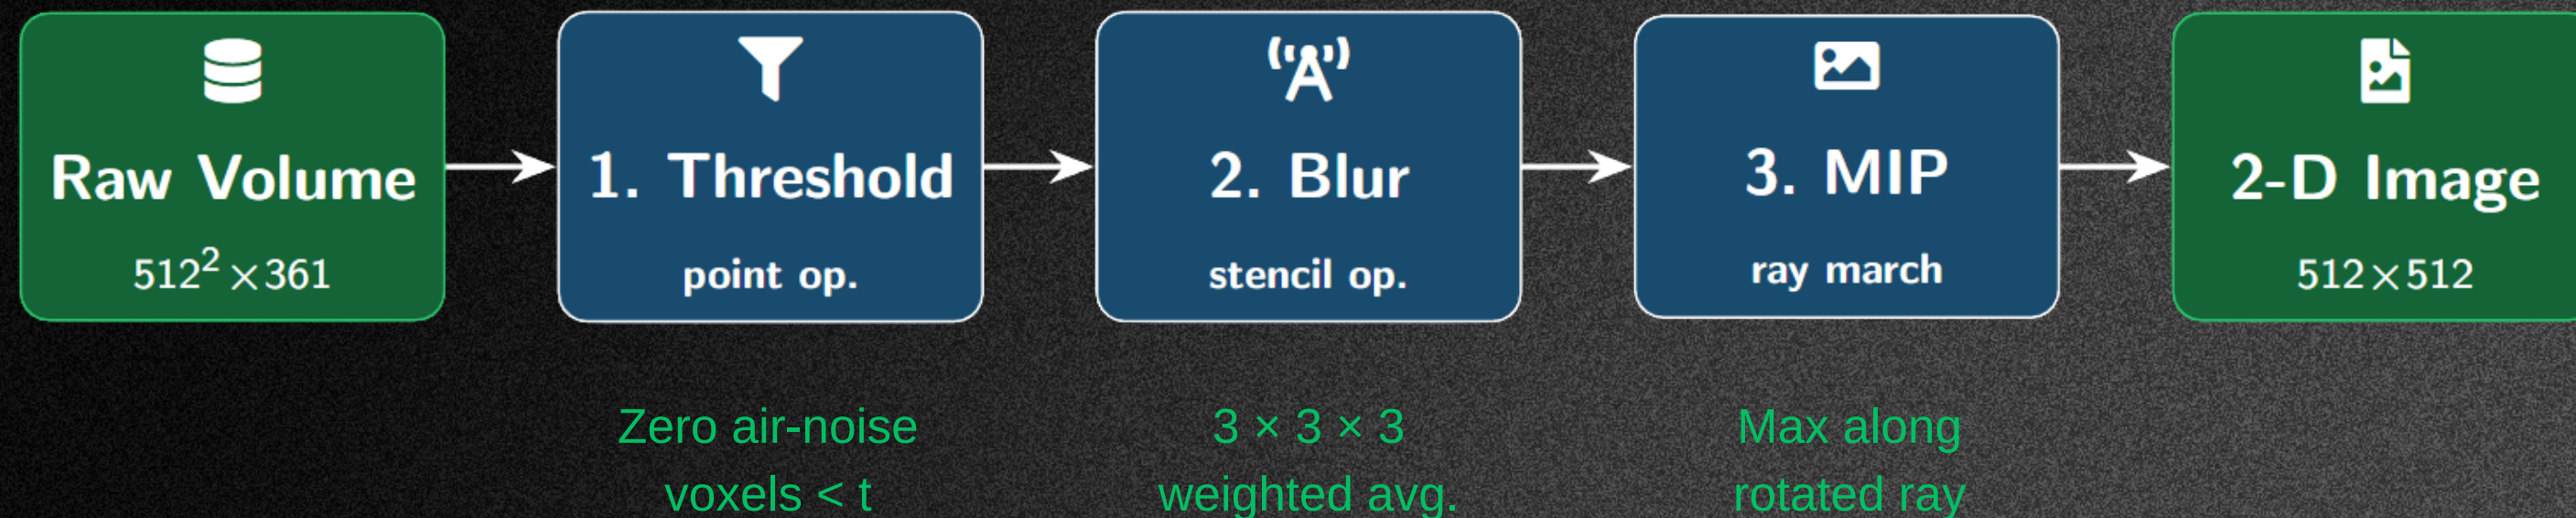 Raw Volume
512² × 361
1. Threshold
point op.
Zero air-noise
voxels < t
2. Blur
stencil op.
3 × 3 × 3
weighted avg.
3. MIP
ray march
Max along
rotated ray
2-D Image
512×512